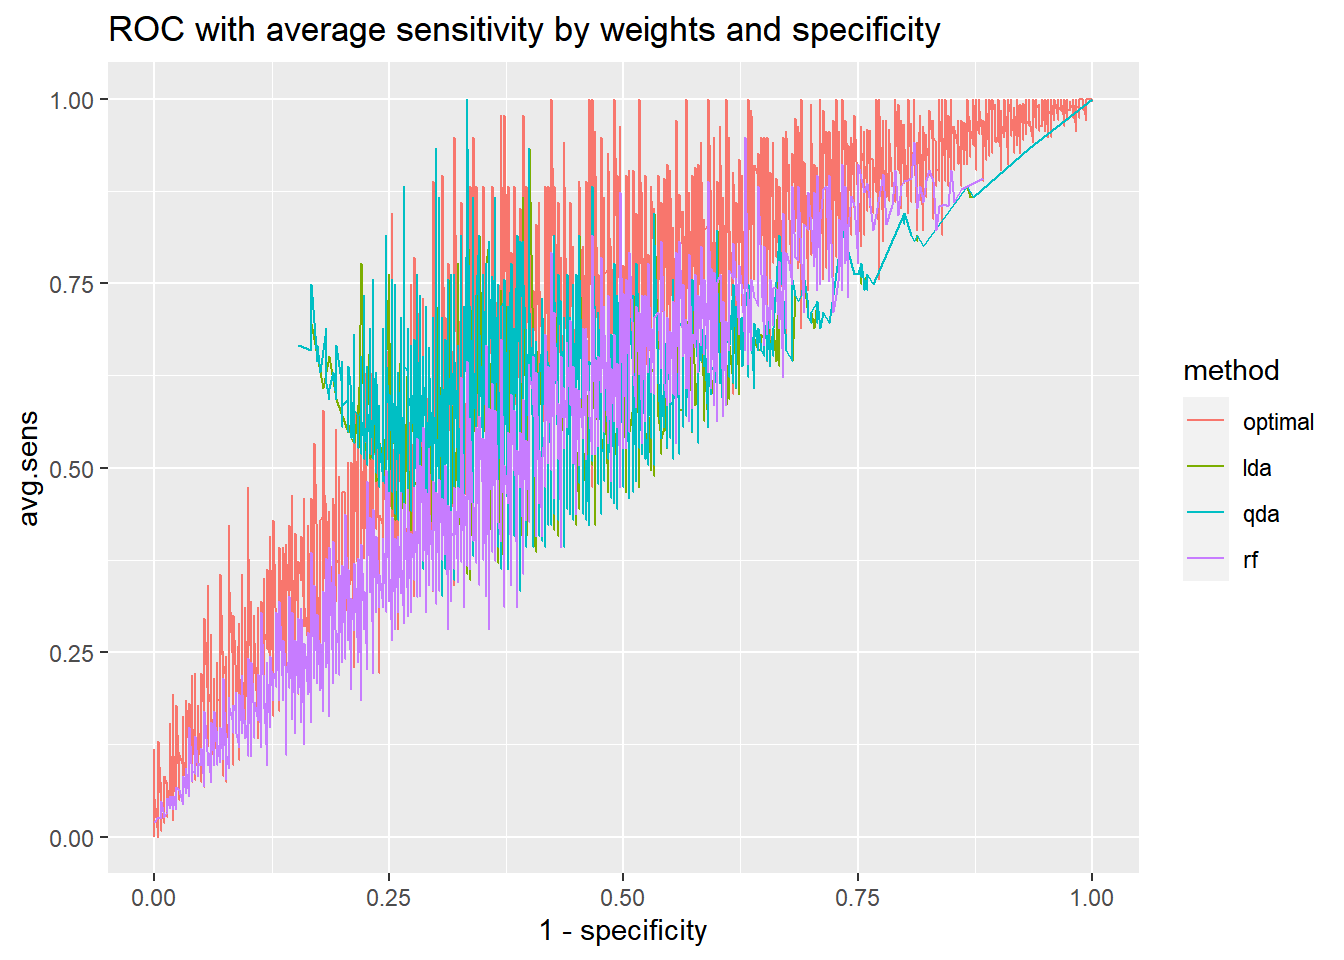 ROC with average sensitivity by weights and specificity
1.00
0.75
0.50
0.25
0.00
avg.sens
0.00
0.25
0.50
0.75
1.00
1 - specificity
method
optimal
lda
qda
rf